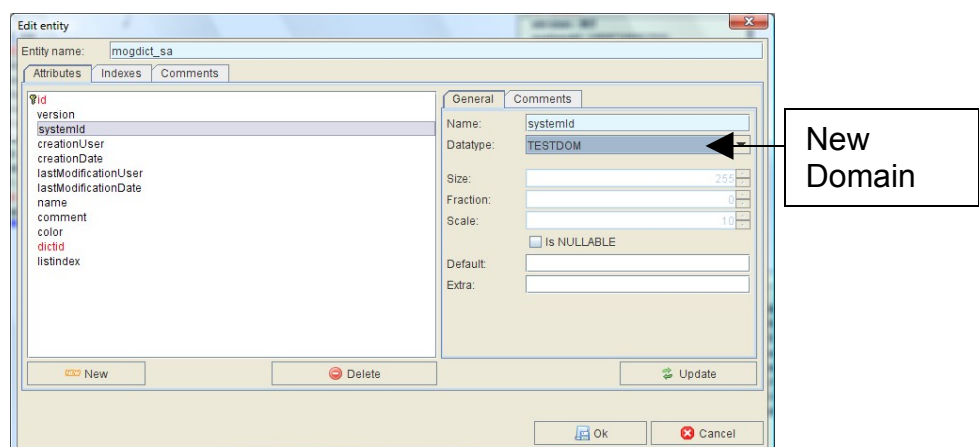 Edit entity
Entity name: mogdict_sa
Attributes Indexes Comments
id
version
systemId
creationUser
creationDate
lastModificationUser
lastModificationDate
name
comment
color
dictid
listindex
General Comments
Name: systemId
Datatype: TESTDOM
Size: 255
Fraction: 0
Scale: 10
Is NULLABLE
Default:
Extra:
New Delete Update
Ok Cancel
New
Domain